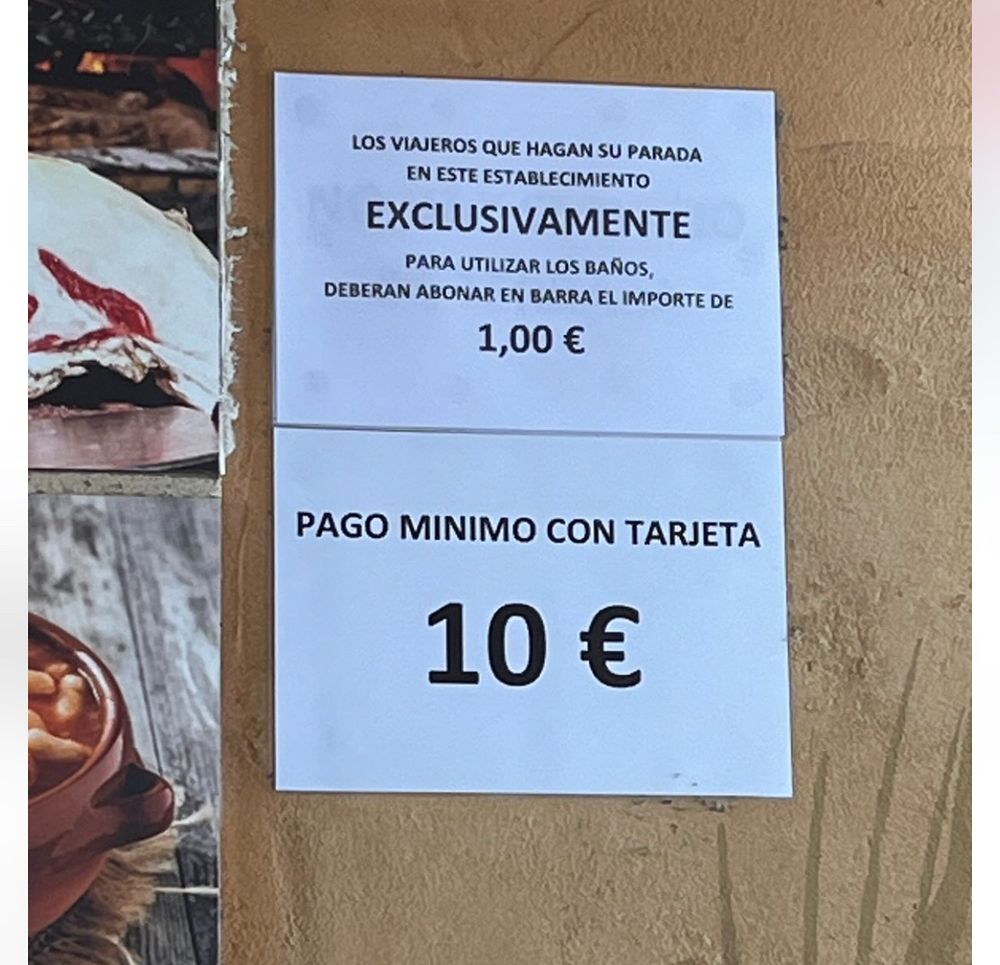 LOS VIAJEROS QUE HAGAN SU PARADA
EN ESTE ESTABLECIMIENTO
EXCLUSIVAMENTE
PARA UTILIZAR LOS BAÑOS,
DEBERAN ABONAR EN BARRA EL IMPORTE DE
1,00 €
PAGO MINIMO CON TARJETA
10 €